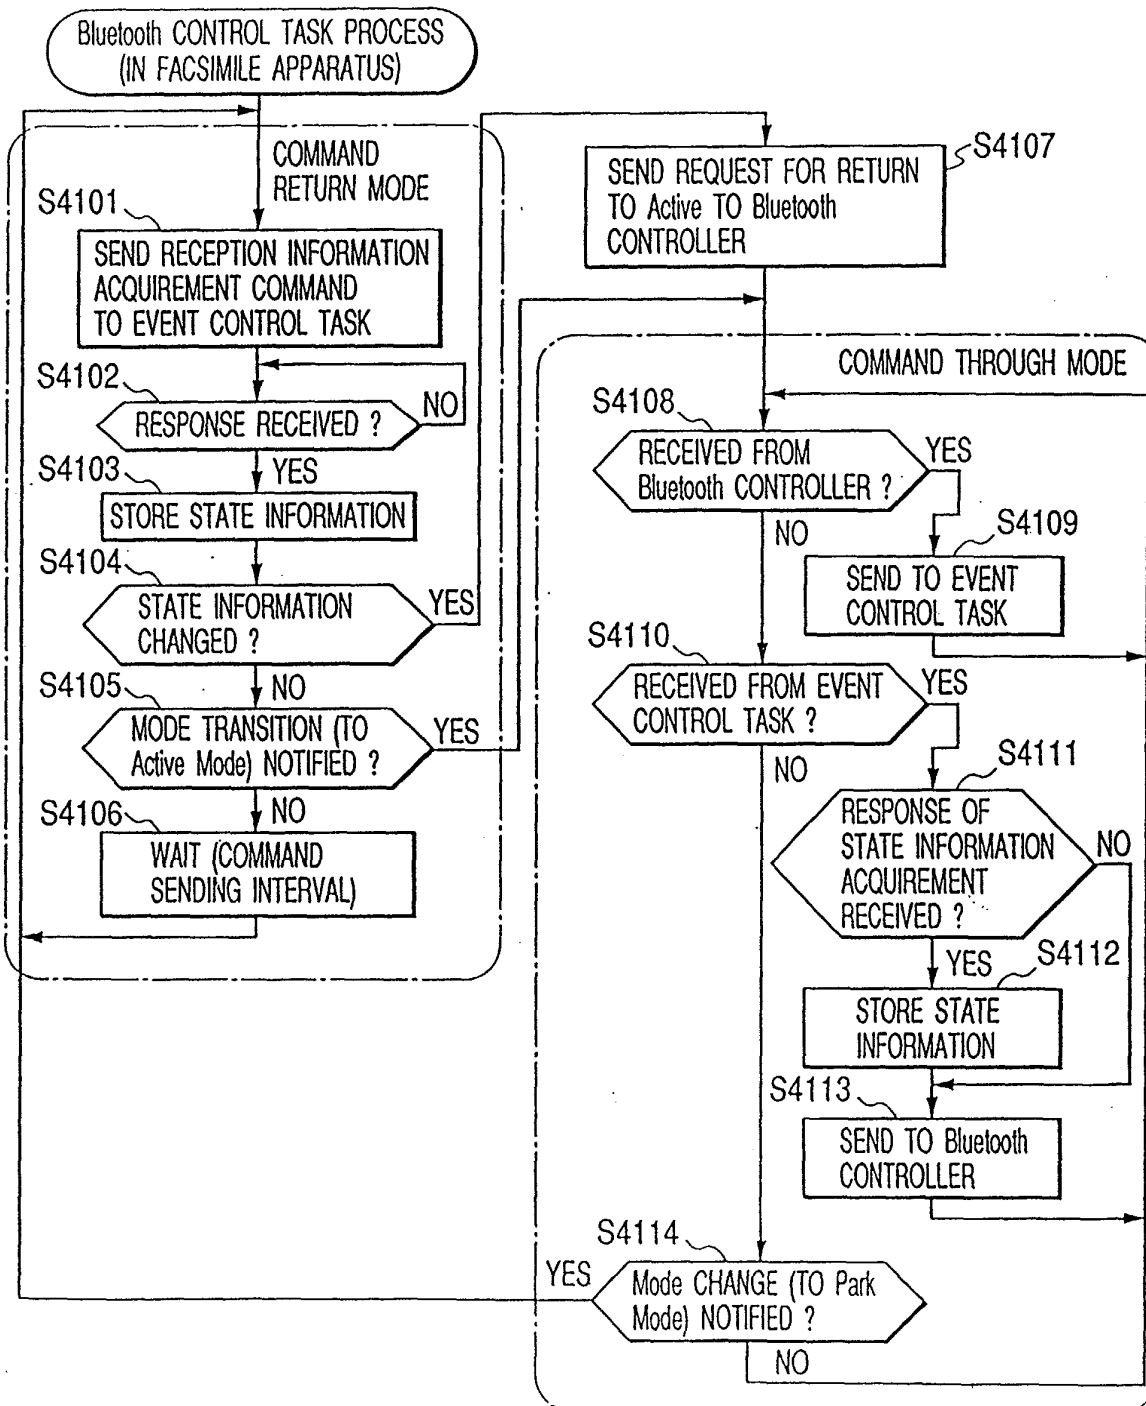 Bluetooth CONTROL TASK PROCESS
(IN FACSIMILE APPARATUS)
COMMAND
RETURN MODE
S4101
SEND RECEPTION INFORMATION
ACQUIREMENT COMMAND
TO EVENT CONTROL TASK
S4102
RESPONSE RECEIVED ?
NO
YES
S4103
STORE STATE INFORMATION
S4104
STATE INFORMATION
CHANGED ?
YES
NO
S4105
MODE TRANSITION (TO
Active Mode) NOTIFIED ?
YES
NO
S4106
WAIT (COMMAND
SENDING INTERVAL)
S4107
SEND REQUEST FOR RETURN
TO Active TO Bluetooth
CONTROLLER
COMMAND THROUGH MODE
S4108
RECEIVED FROM
Bluetooth CONTROLLER ?
YES
NO
S4109
SEND TO EVENT
CONTROL TASK
S4110
RECEIVED FROM EVENT
CONTROL TASK ?
YES
NO
S4111
RESPONSE OF
STATE INFORMATION
ACQUIREMENT
RECEIVED ?
NO
YES
S4112
STORE STATE
INFORMATION
S4113
SEND TO Bluetooth
CONTROLLER
S4114
YES
Mode CHANGE (TO Park
Mode) NOTIFIED ?
NO